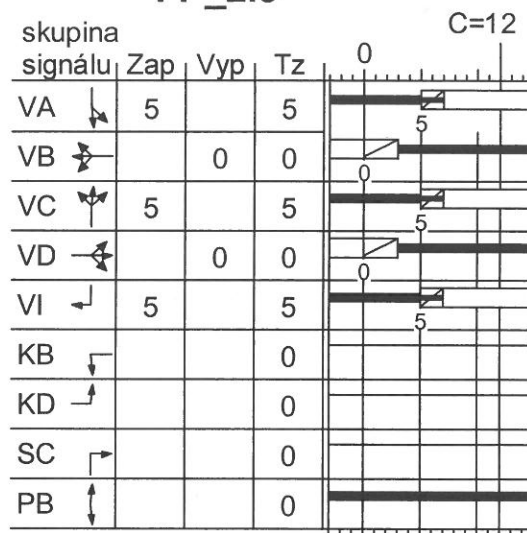 C=12
skupina
signálu Zap Vyp Tz 0
VA 5 5
5
VB 0 0
0
VC 5 5
5
VD 0 0
0
VI 5 5
5
KB 0
KD 0
SC 0
PB 0